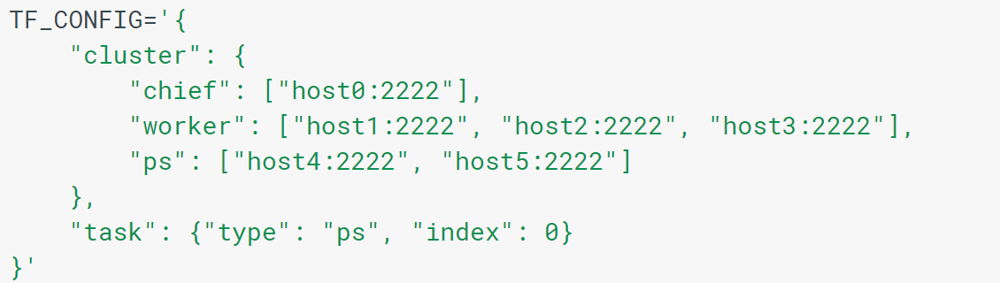 TF_CONFIG='{
    "cluster": {
        "chief": ["host0:2222"],
        "worker": ["host1:2222", "host2:2222", "host3:2222"],
        "ps": ["host4:2222", "host5:2222"]
    },
    "task": {"type": "ps", "index": 0}
}'